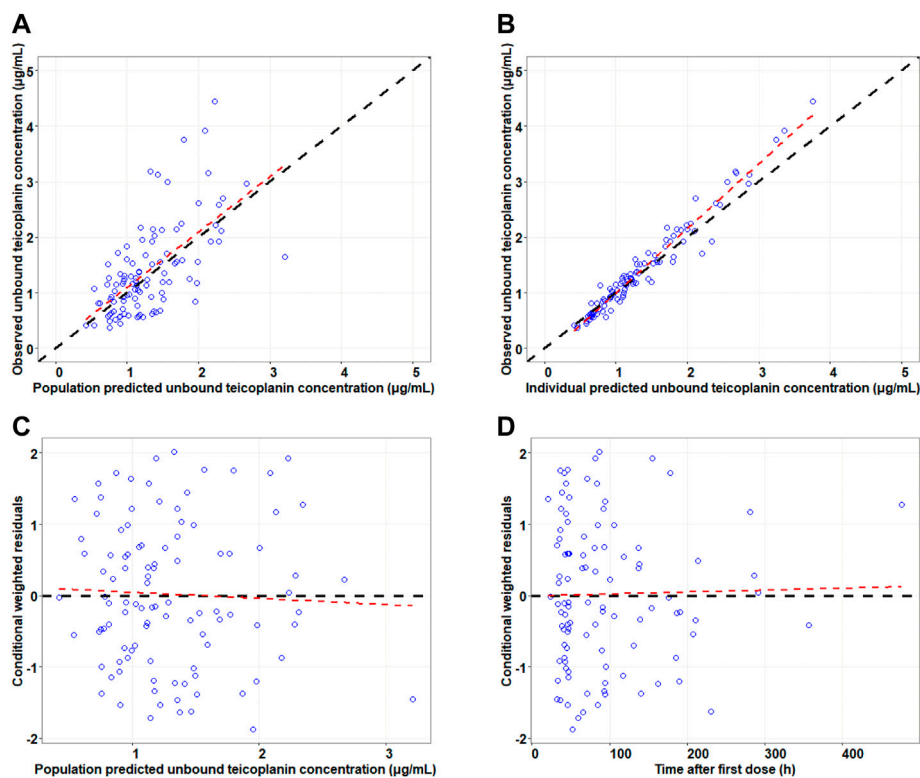 A
B
Observed unbound teicoplanin concentration (µg/mL)
5
4
3
2
1
0
0 1 2 3 4 5
Population predicted unbound teicoplanin concentration (µg/mL)
Observed unbound teicoplanin concentration (µg/mL)
5
4
3
2
1
0
0 1 2 3 4 5
Individual predicted unbound teicoplanin concentration (µg/mL)
C
D
Conditional weighted residuals
2
1
0
-1
-2
1 2 3
Population predicted unbound teicoplanin concentration (µg/mL)
Conditional weighted residuals
2
1
0
-1
-2
0 100 200 300 400
Time after first dose (h)